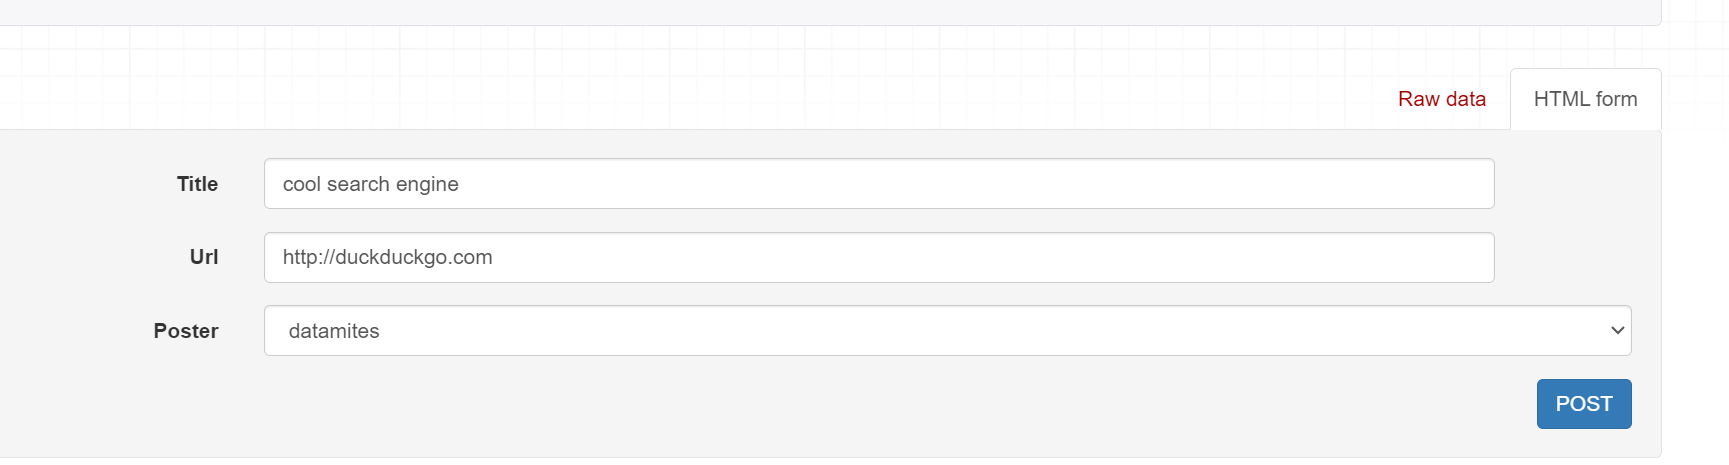 Raw data
HTML form
Title
cool search engine
Url
http://duckduckgo.com
Poster
datamites
POST